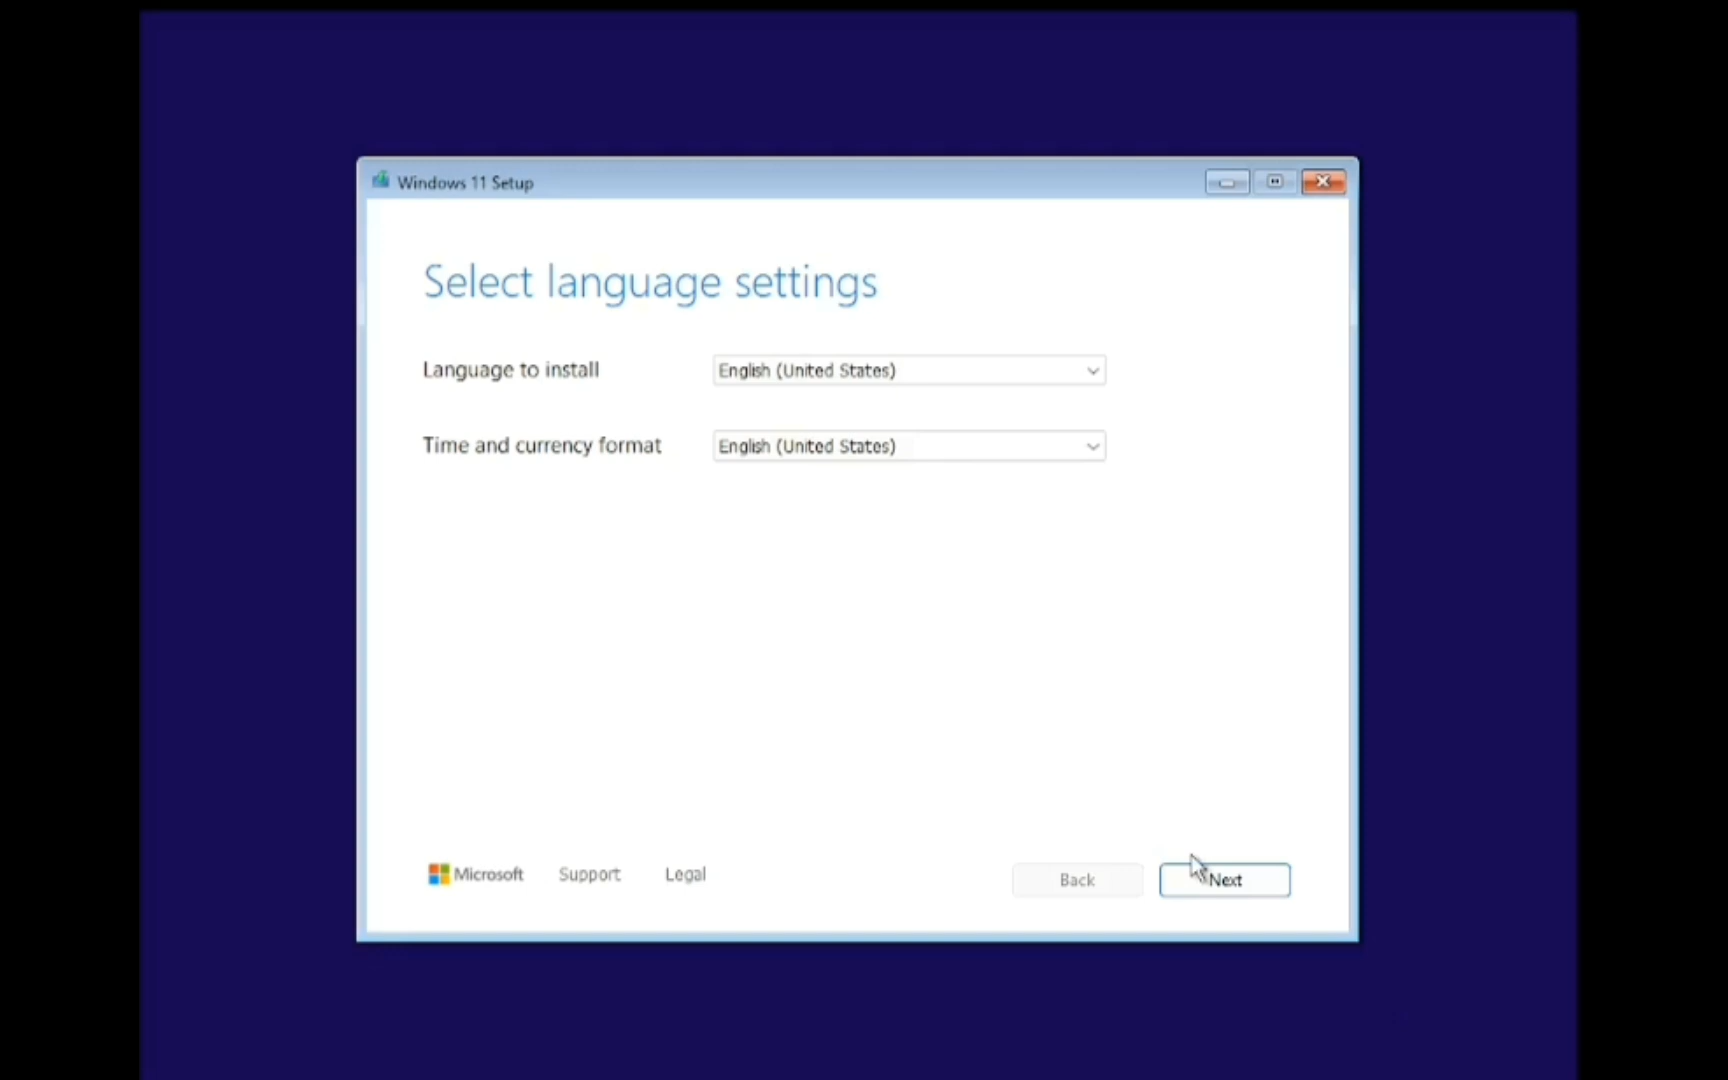 Windows 11 Setup
Select language settings
Language to install English (United States)
Time and currency format English (United States)
Microsoft Support Legal Back Next